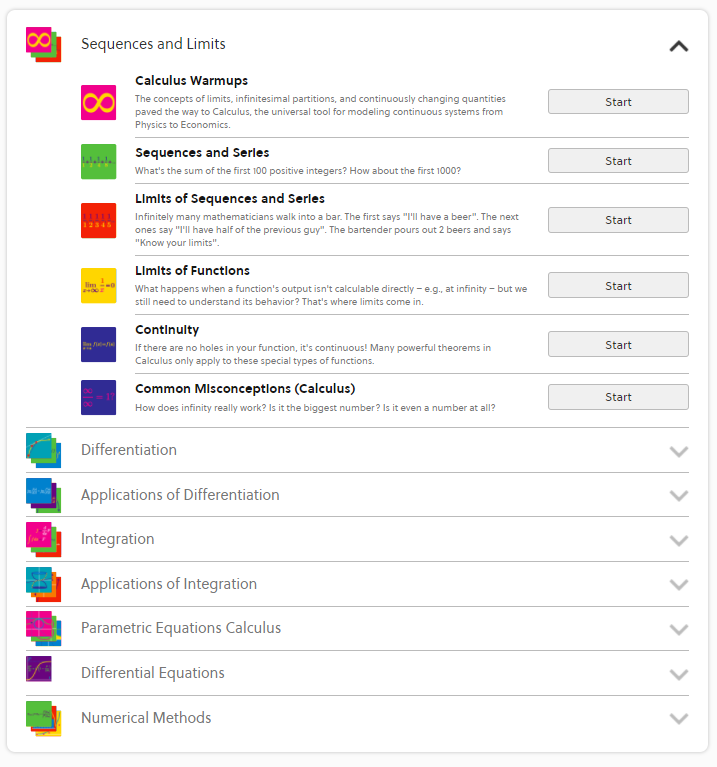 Sequences and Limits
Calculus Warmups
The concepts of limits, infinitesimal partitions, and continuously changing quantities
paved the way to Calculus, the universal tool for modeling continuous systems from
Physics to Economics.
Start
Sequences and Series
What's the sum of the first 100 positive integers? How about the first 1000?
Start
Limits of Sequences and Series
Infinitely many mathematicians walk into a bar. The first says "I'll have a beer". The next
ones say "I'll have half of the previous guy". The bartender pours out 2 beers and says
"Know your limits".
Start
Limits of Functions
What happens when a function's output isn't calculable directly – e.g., at infinity – but we
still need to understand its behavior? That's where limits come in.
Start
Continuity
If there are no holes in your function, it's continuous! Many powerful theorems in
Calculus only apply to these special types of functions.
Start
Common Misconceptions (Calculus)
How does infinity really work? Is it the biggest number? Is it even a number at all?
Start
Differentiation
Applications of Differentiation
Integration
Applications of Integration
Parametric Equations Calculus
Differential Equations
Numerical Methods